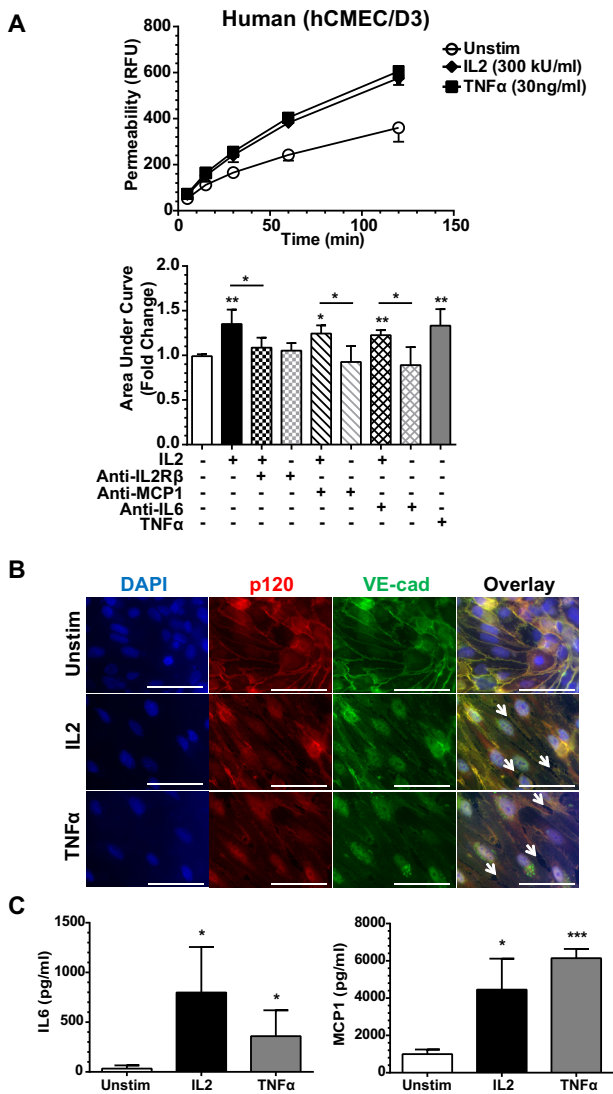 A
Human (hCMEC/D3)
Permeability (RFU)
800
600
400
200
0
0
50
100
150
Time (min)
Unstim
IL2 (300 kU/ml)
TNFα (30ng/ml)
Area Under Curve
(Fold Change)
2.0
1.5
1.0
0.5
0.0
** * * * ** * **
IL2 - + + - + - + - -
Anti-IL2Rβ - - + + - - - - -
Anti-MCP1 - - - - + + - - -
Anti-IL6 - - - - - - + + -
TNFα - - - - - - - - +
B
DAPI p120 VE-cad Overlay
Unstim
IL2
TNFα
C
IL6 (pg/ml)
1500
1000
500
0
* *
Unstim IL2 TNFα
MCP1 (pg/ml)
8000
6000
4000
2000
0
* ***
Unstim IL2 TNFα